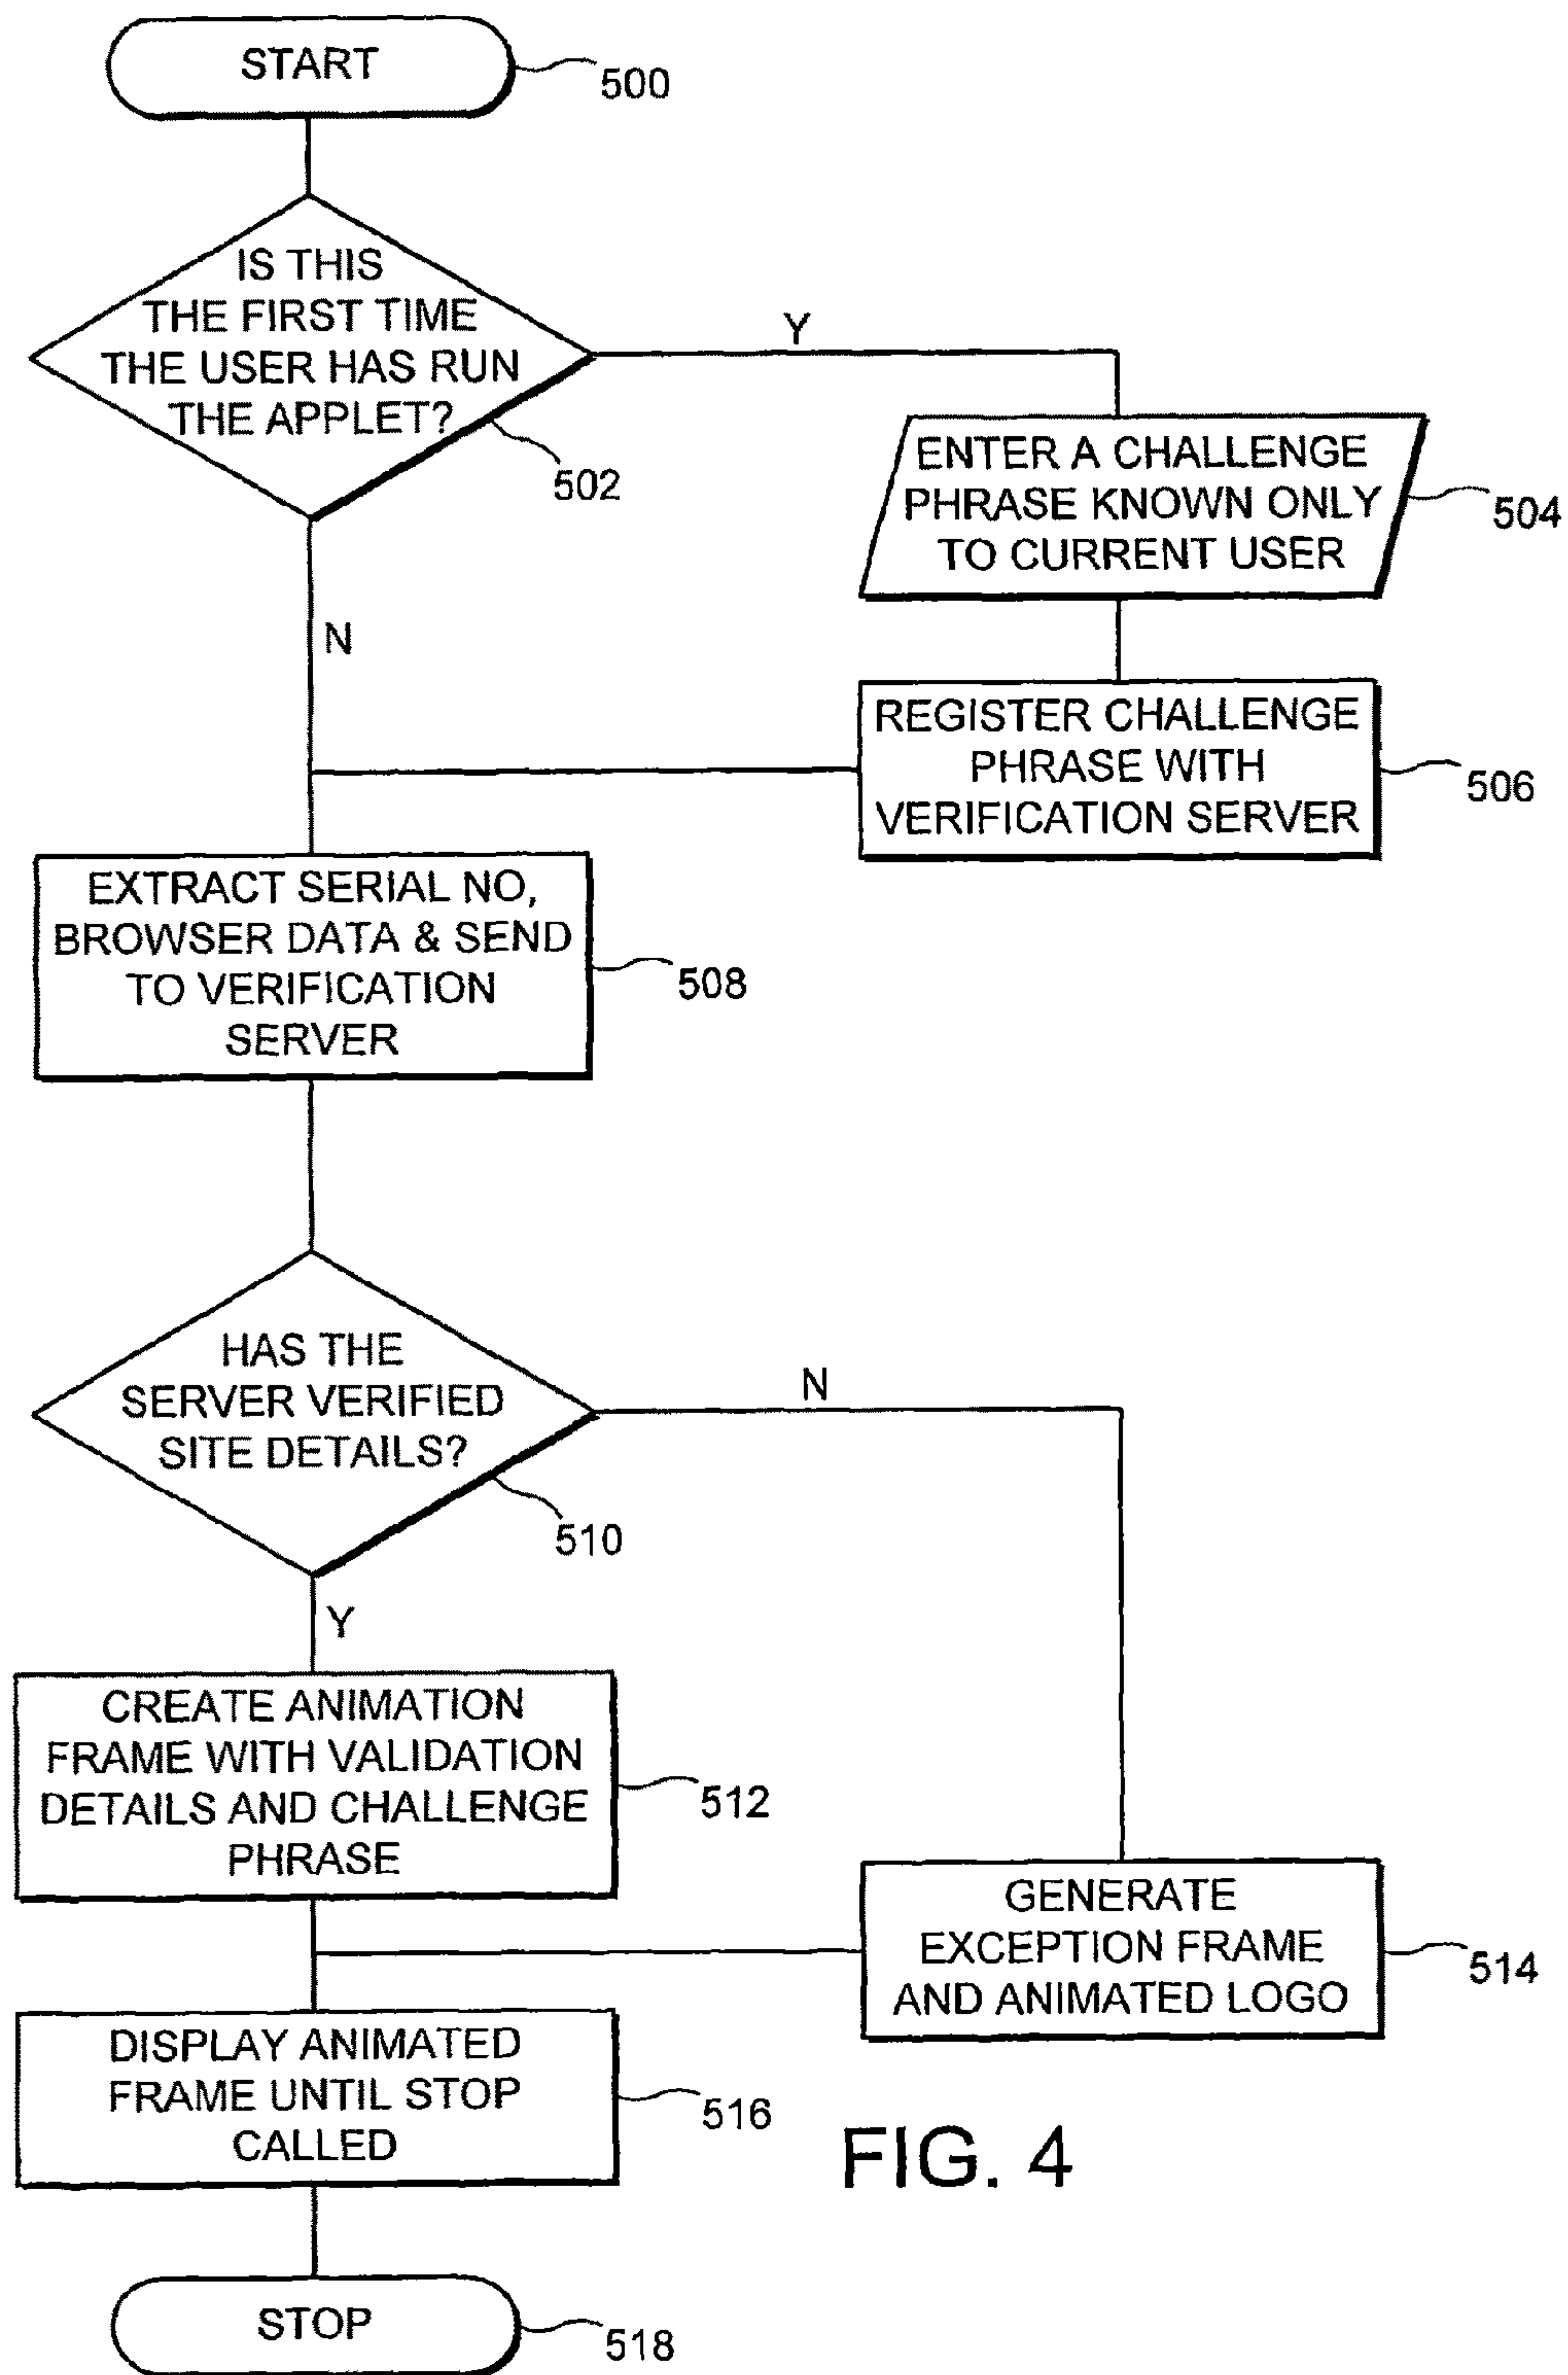 START
500
IS THIS
THE FIRST TIME
THE USER HAS RUN
THE APPLET?
502
Y
ENTER A CHALLENGE
PHRASE KNOWN ONLY
TO CURRENT USER
504
N
REGISTER CHALLENGE
PHRASE WITH
VERIFICATION SERVER
506
EXTRACT SERIAL NO,
BROWSER DATA & SEND
TO VERIFICATION
SERVER
508
HAS THE
SERVER VERIFIED
SITE DETAILS?
510
N
Y
CREATE ANIMATION
FRAME WITH VALIDATION
DETAILS AND CHALLENGE
PHRASE
512
GENERATE
EXCEPTION FRAME
AND ANIMATED LOGO
514
DISPLAY ANIMATED
FRAME UNTIL STOP
CALLED
516
FIG. 4
STOP
518